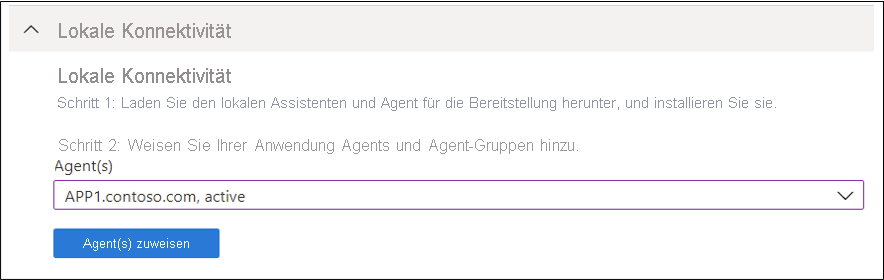 Lokale Konnektivität
Lokale Konnektivität
Schritt 1: Laden Sie den lokalen Assistenten und Agent für die Bereitstellung herunter, und installieren Sie sie.
Schritt 2: Weisen Sie Ihrer Anwendung Agents und Agent-Gruppen hinzu.
Agent(s)
APP1.contoso.com, active
Agent(s) zuweisen